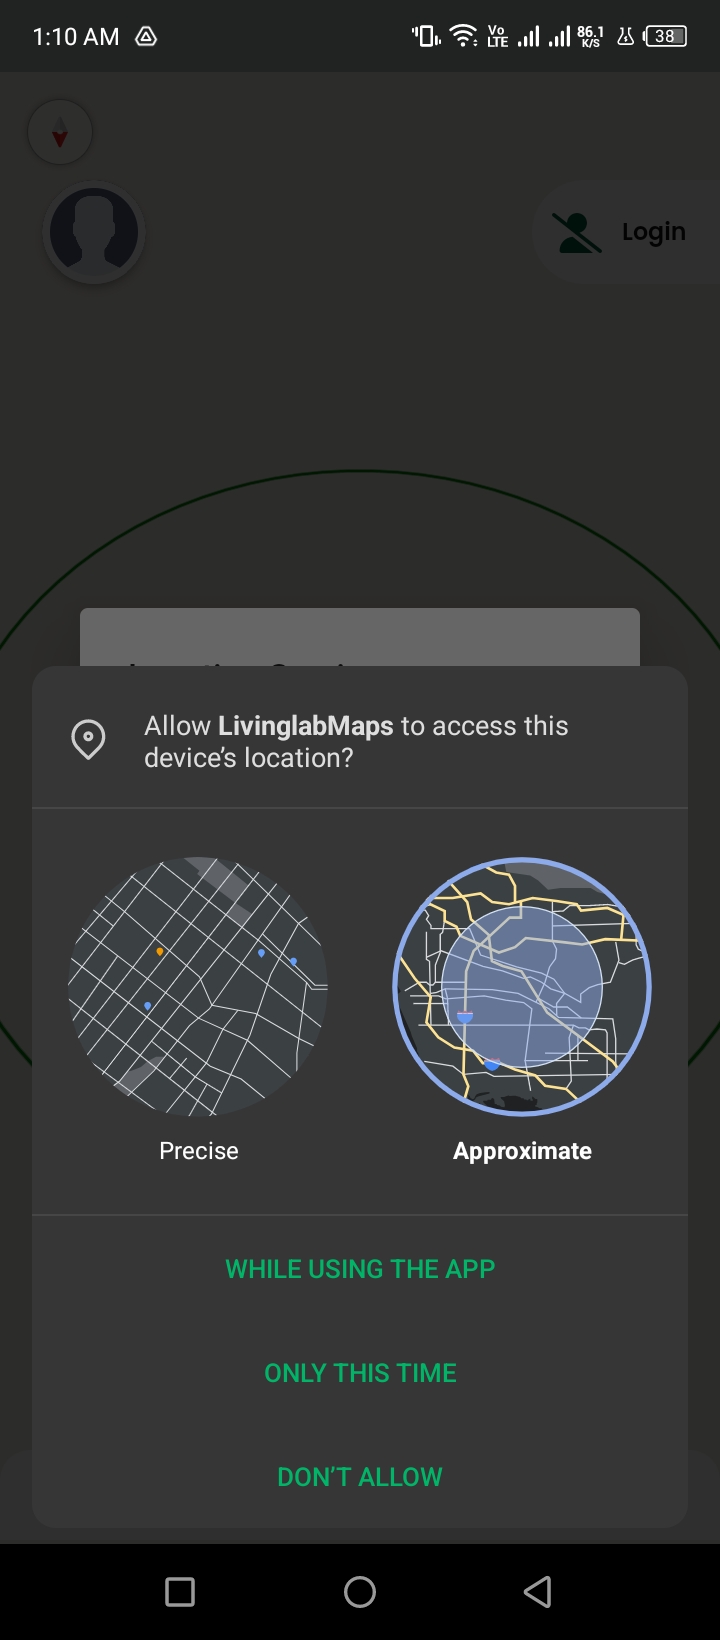 1:10 AM
Vo
LTE
86.1
K/S
38
Login
Allow LivinglabMaps to access this
device's location?
Precise
Approximate
WHILE USING THE APP
ONLY THIS TIME
DON'T ALLOW